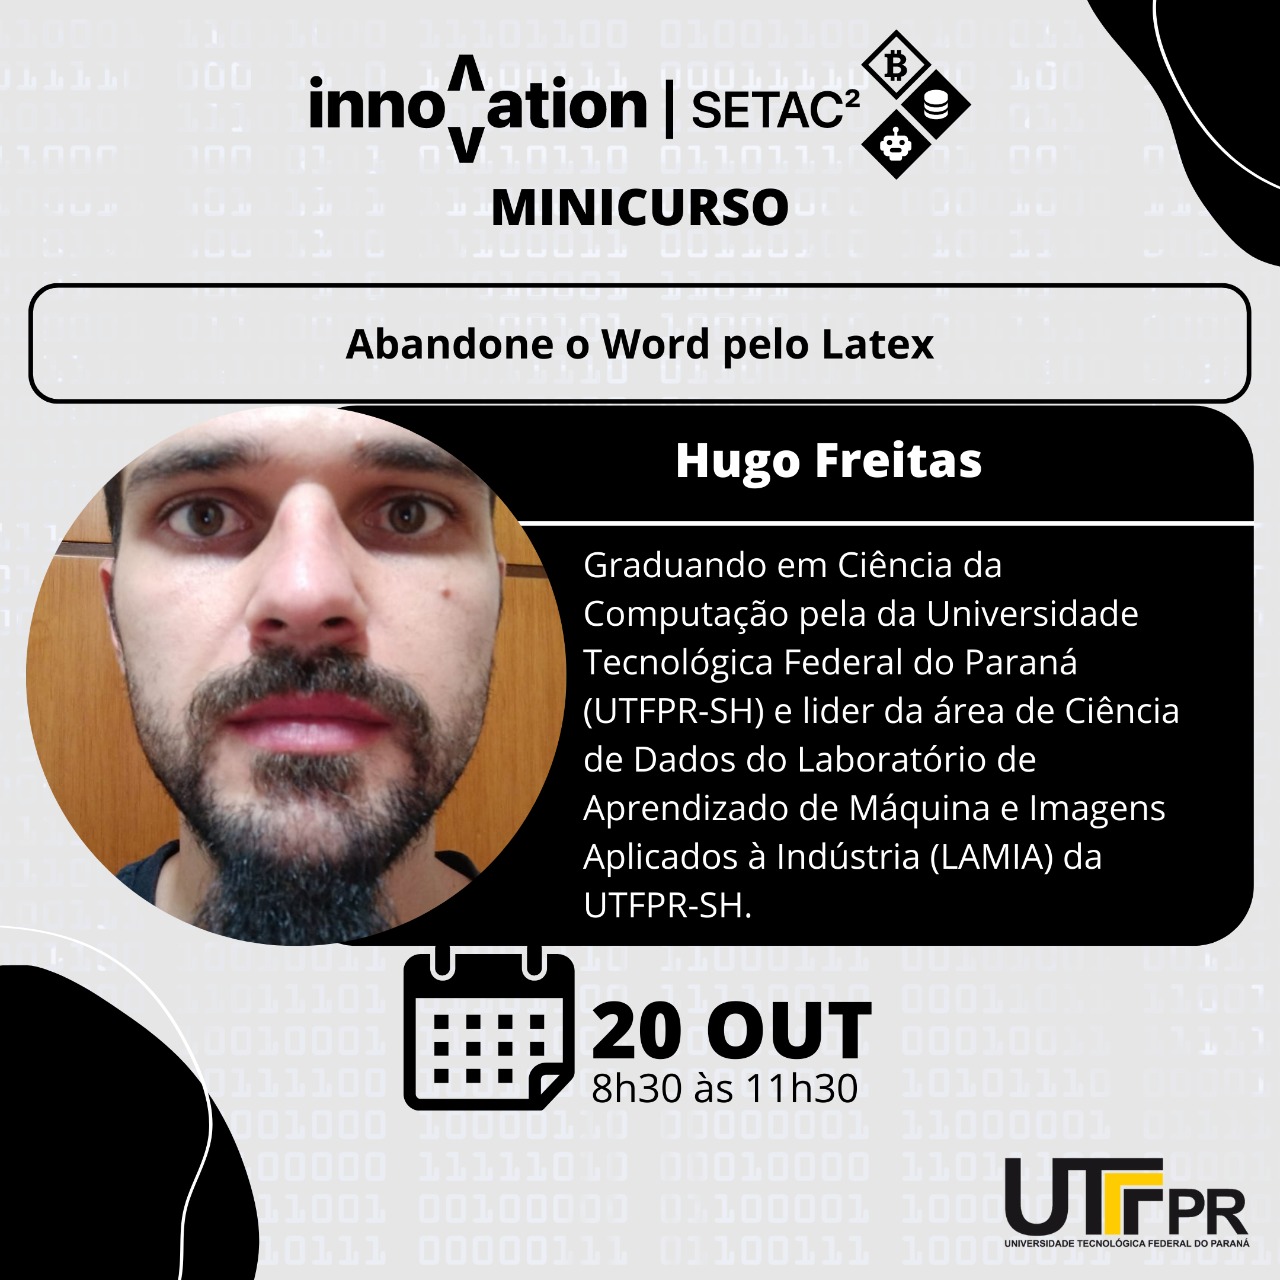 innovation | SETAC²
MINICURSO
Abandone o Word pelo Latex
Hugo Freitas
Graduando em Ciência da
Computação pela da Universidade
Tecnológica Federal do Paraná
(UTFPR-SH) e lider da área de Ciência
de Dados do Laboratório de
Aprendizado de Máquina e Imagens
Aplicados à Indústria (LAMIA) da
UTFPR-SH.
20 OUT
8h30 às 11h30
UTFPR
UNIVERSIDADE TECNOLÓGICA FEDERAL DO PARANÁ